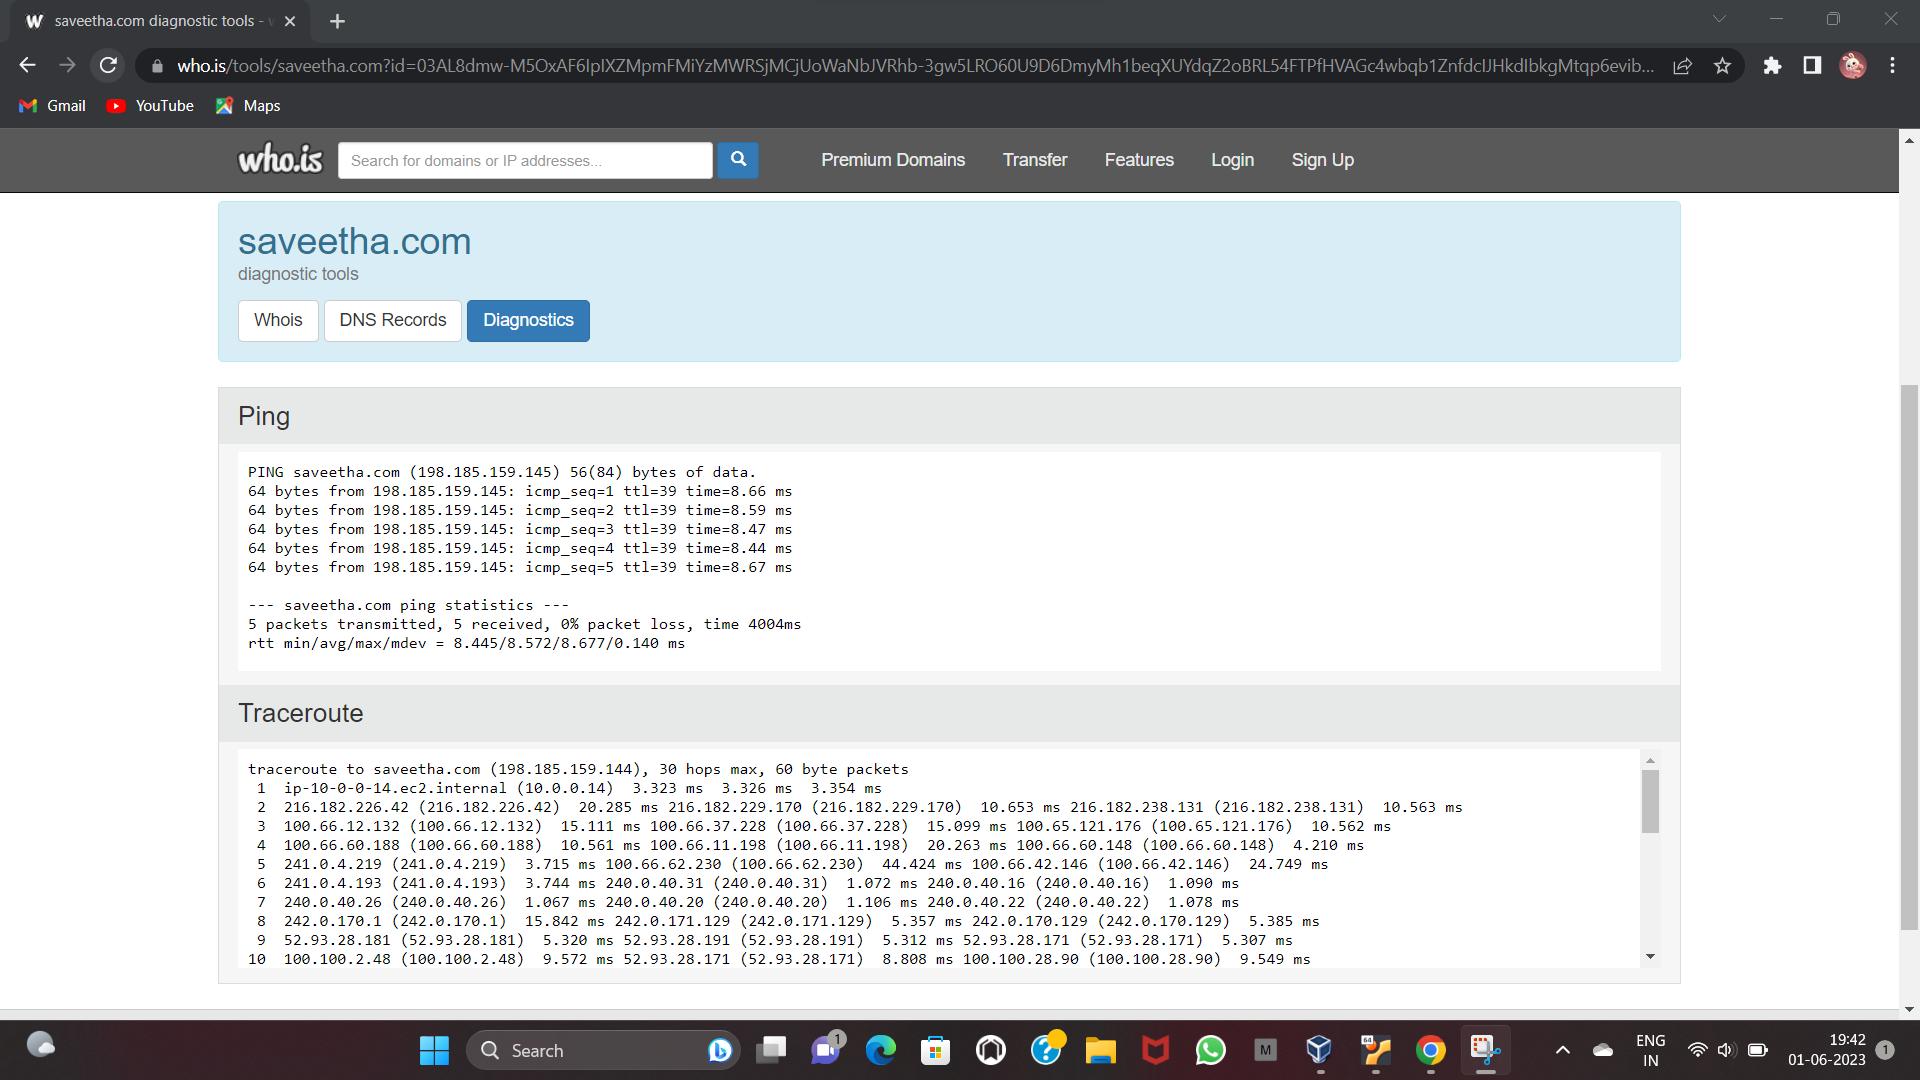 W saveetha.com diagnostic tools -
who.is/tools/saveetha.com?id=03AL8dmw-M5OxAF6IplXZMpmFMiYzMWRSjMCjUoWaNbJVRhb-3gw5LRO60U9D6DmyMh1beqXUYdqZ2oBRL54FTPfHVAGc4wbqb1ZnfdcIJHkdIbkgMtqp6evib...
Gmail YouTube Maps
who.is Search for domains or IP addresses... Premium Domains Transfer Features Login Sign Up
saveetha.com
diagnostic tools
Whois DNS Records Diagnostics
Ping
PING saveetha.com (198.185.159.145) 56(84) bytes of data.
64 bytes from 198.185.159.145: icmp_seq=1 ttl=39 time=8.66 ms
64 bytes from 198.185.159.145: icmp_seq=2 ttl=39 time=8.59 ms
64 bytes from 198.185.159.145: icmp_seq=3 ttl=39 time=8.47 ms
64 bytes from 198.185.159.145: icmp_seq=4 ttl=39 time=8.44 ms
64 bytes from 198.185.159.145: icmp_seq=5 ttl=39 time=8.67 ms
--- saveetha.com ping statistics ---
5 packets transmitted, 5 received, 0% packet loss, time 4004ms
rtt min/avg/max/mdev = 8.445/8.572/8.677/0.140 ms
Traceroute
traceroute to saveetha.com (198.185.159.144), 30 hops max, 60 byte packets
1 ip-10-0-0-14.ec2.internal (10.0.0.14) 3.323 ms 3.326 ms 3.354 ms
2 216.182.226.42 (216.182.226.42) 20.285 ms 216.182.229.170 (216.182.229.170) 10.653 ms 216.182.238.131 (216.182.238.131) 10.563 ms
3 100.66.12.132 (100.66.12.132) 15.111 ms 100.66.37.228 (100.66.37.228) 15.099 ms 100.65.121.176 (100.65.121.176) 10.562 ms
4 100.66.60.188 (100.66.60.188) 10.561 ms 100.66.11.198 (100.66.11.198) 20.263 ms 100.66.60.148 (100.66.60.148) 4.210 ms
5 241.0.4.219 (241.0.4.219) 3.715 ms 100.66.62.230 (100.66.62.230) 44.424 ms 100.66.42.146 (100.66.42.146) 24.749 ms
6 241.0.4.193 (241.0.4.193) 3.744 ms 240.0.40.31 (240.0.40.31) 1.072 ms 240.0.40.16 (240.0.40.16) 1.090 ms
7 240.0.40.26 (240.0.40.26) 1.067 ms 240.0.40.20 (240.0.40.20) 1.106 ms 240.0.40.22 (240.0.40.22) 1.078 ms
8 242.0.170.1 (242.0.170.1) 15.842 ms 242.0.171.129 (242.0.171.129) 5.357 ms 242.0.170.129 (242.0.170.129) 5.385 ms
9 52.93.28.181 (52.93.28.181) 5.320 ms 52.93.28.191 (52.93.28.191) 5.312 ms 52.93.28.171 (52.93.28.171) 5.307 ms
10 100.100.2.48 (100.100.2.48) 9.572 ms 52.93.28.171 (52.93.28.171) 8.808 ms 100.100.28.90 (100.100.28.90) 9.549 ms
Search 1 M 64 ENG 19:42
IN 01-06-2023 1